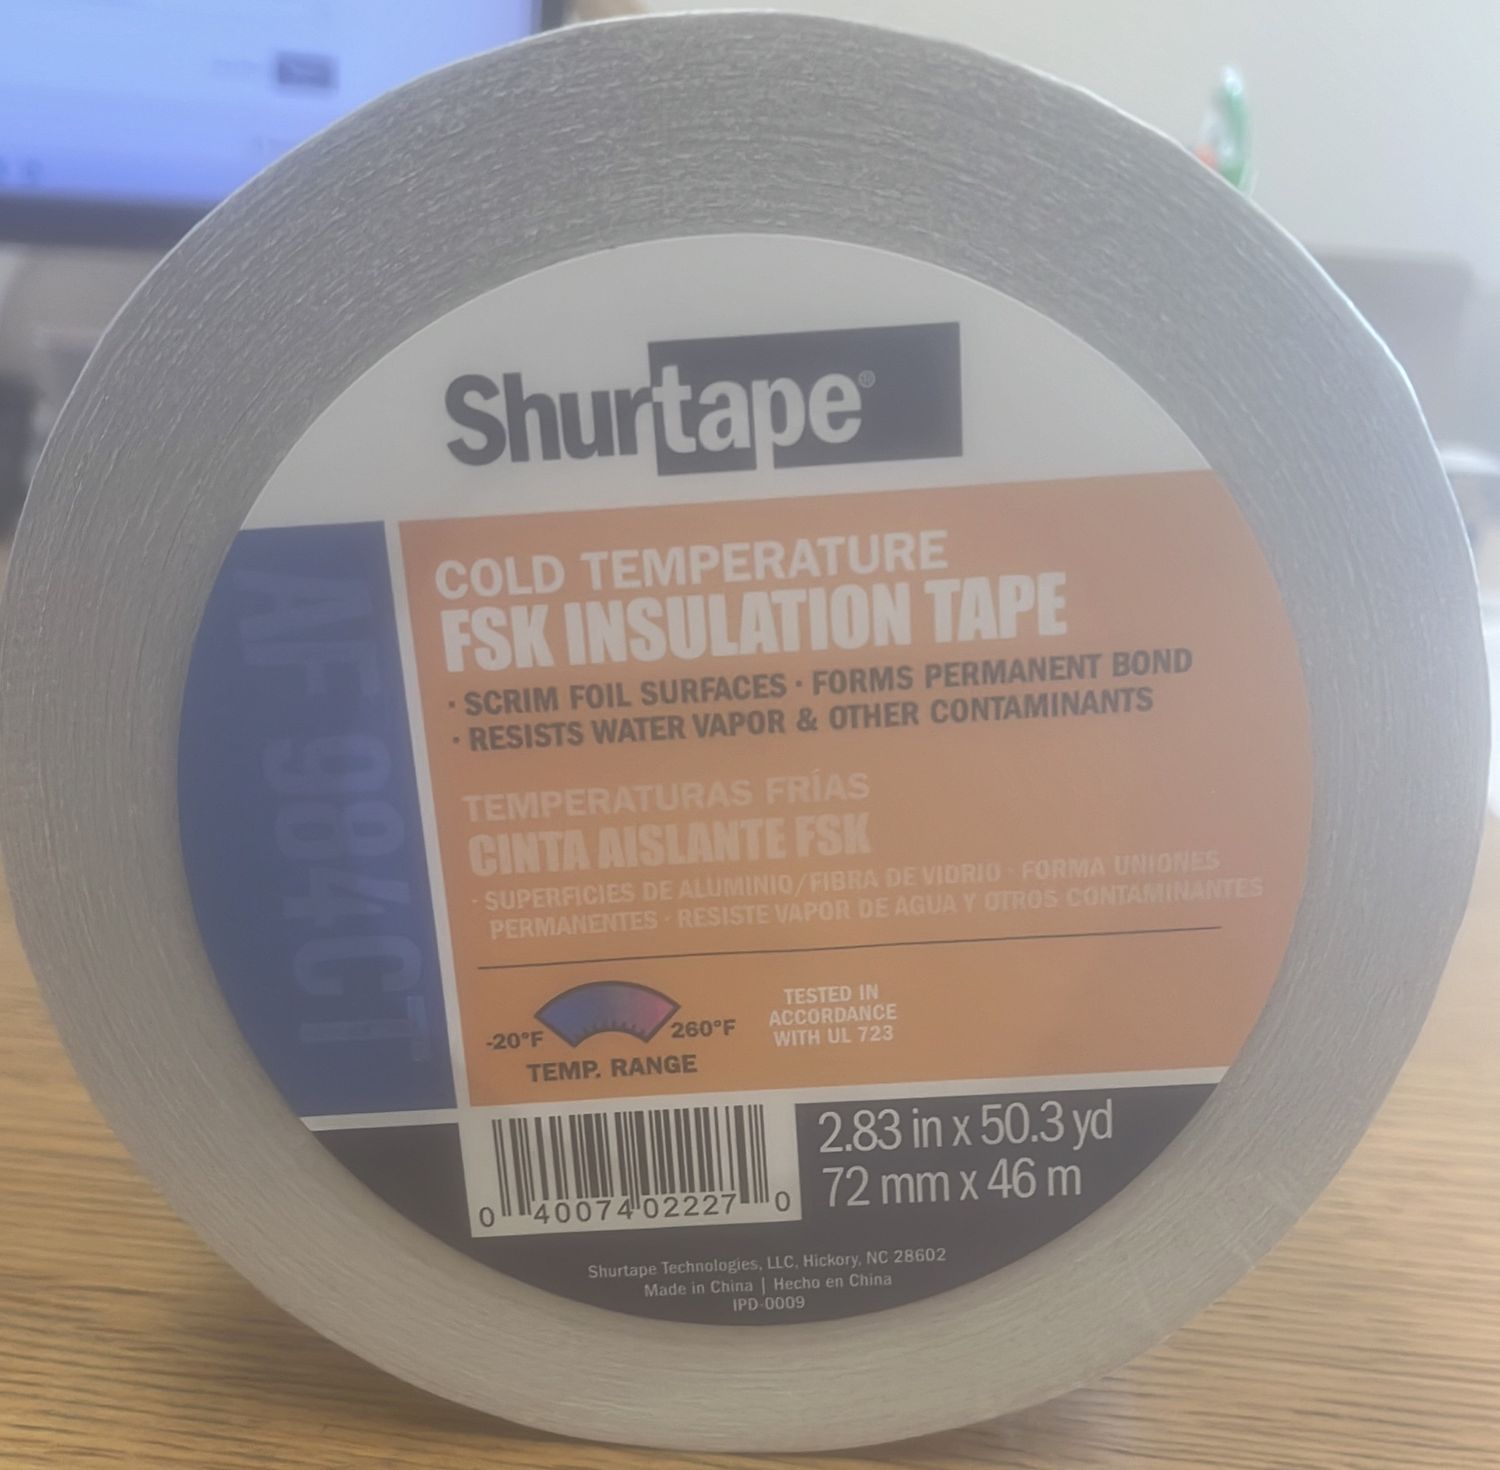 Shurtape®
AF 984CT
COLD TEMPERATURE
FSK INSULATION TAPE
· SCRIM FOIL SURFACES · FORMS PERMANENT BOND
· RESISTS WATER VAPOR & OTHER CONTAMINANTS
TEMPERATURAS FRÍAS
CINTA AISLANTE FSK
· SUPERFICIES DE ALUMINIO/FIBRA DE VIDRIO · FORMA UNIONES
PERMANENTES · RESISTE VAPOR DE AGUA Y OTROS CONTAMINANTES
-20°F 260°F
TEMP. RANGE
TESTED IN
ACCORDANCE
WITH UL 723
0 40074 02227 0
2.83 in x 50.3 yd
72 mm x 46 m
Shurtape Technologies, LLC, Hickory, NC 28602
Made in China | Hecho en China
IPD-0009